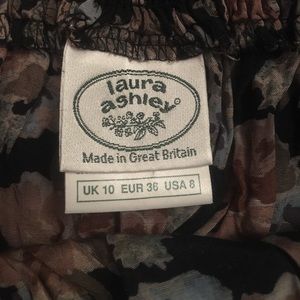 laura
ashley
Made in Great Britain
UK 10 EUR 36 USA 8